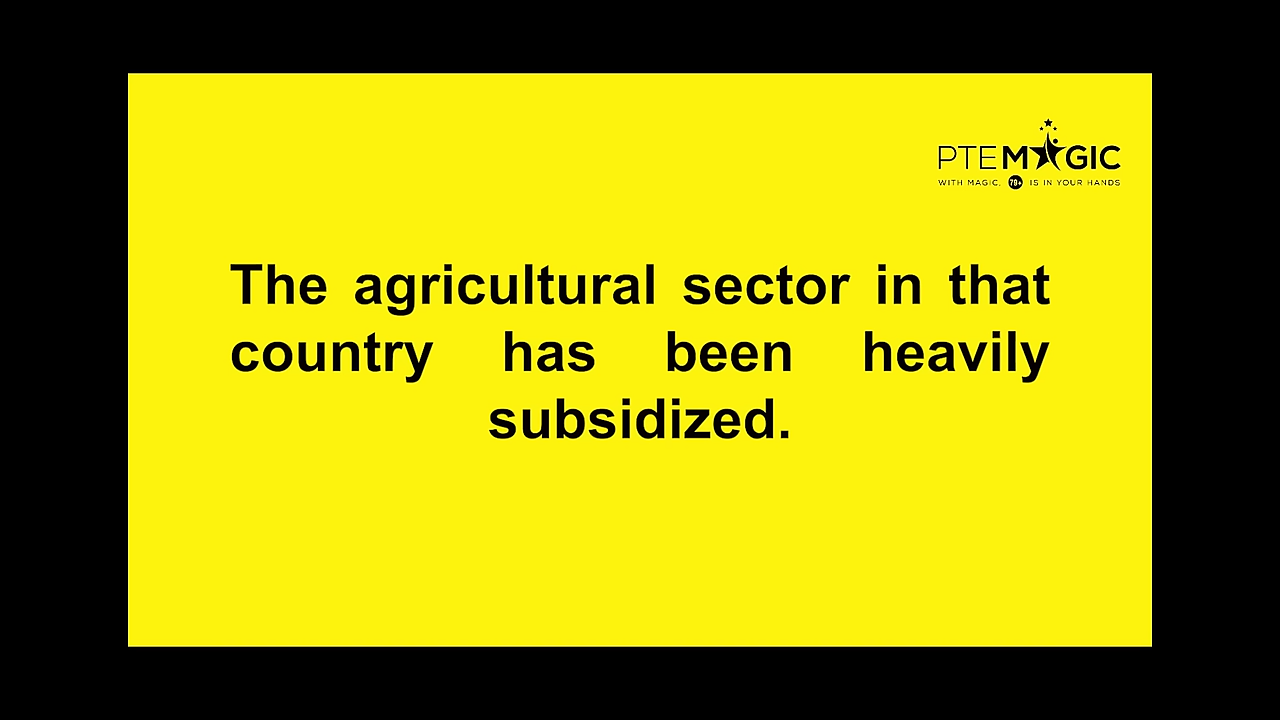 PTEMAGIC
WITH MAGIC, 79+ IS IN YOUR HANDS
The agricultural sector in that
country has been heavily
subsidized.